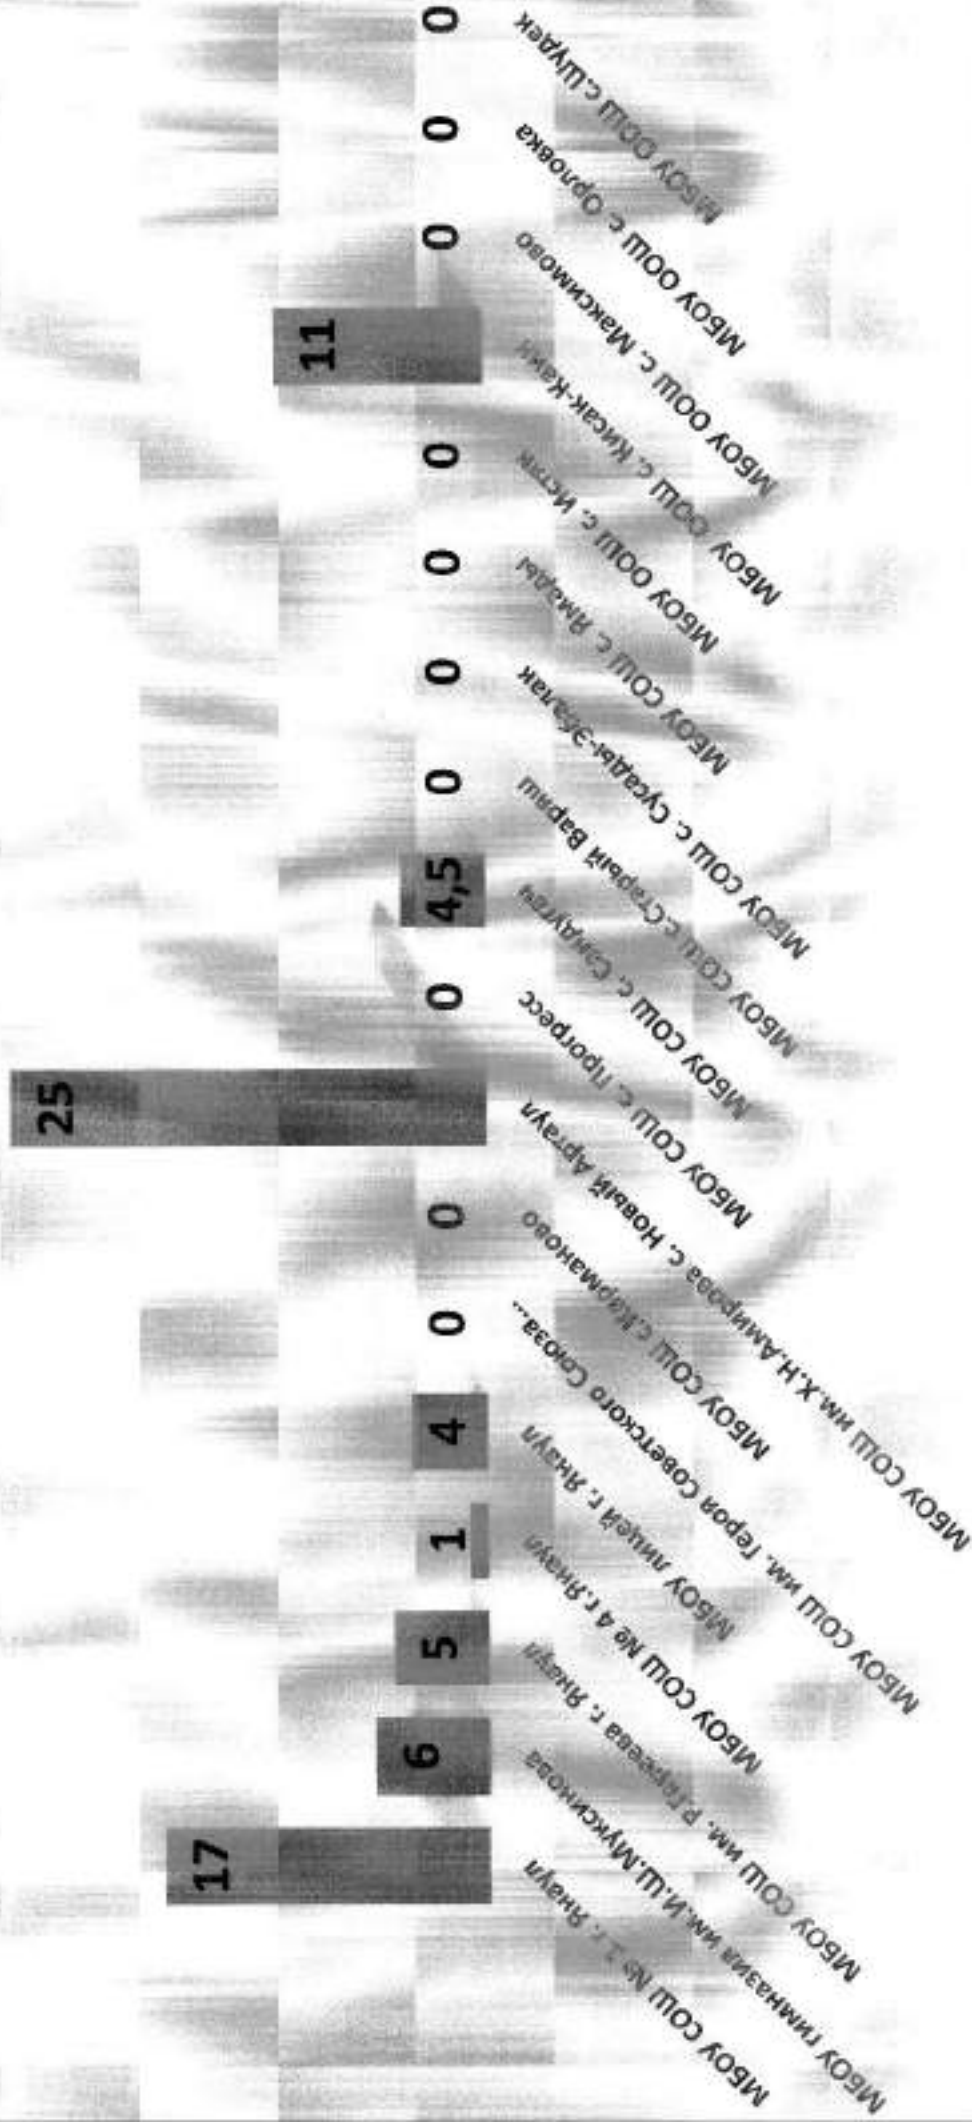 17
6
5
1
4
0
0
25
0
4,5
0
0
0
0
11
0
0
0
МБОУ СОШ № 1 г. Янаул
МБОУ гимназия им.И.Ш.Муксинова
МБОУ СОШ им. Р.Гареева г. Янаул
МБОУ СОШ № 4 г.Янаул
МБОУ лицей г. Янаул
МБОУ СОШ им. Героя Советского Союза...
МБОУ СОШ с.Карманово
МБОУ СОШ им.Х.Н.Амирова с. Новый Артаул
МБОУ СОШ с. Прогресс
МБОУ СОШ с. Сандугач
МБОУ СОШ с.Старый Варяш
МБОУ СОШ с. Сусады-Эбалак
МБОУ СОШ с. Ямады
МБОУ ООШ с. Истяк
МБОУ ООШ с. Кисак-Каин
МБОУ ООШ с. Максимово
МБОУ ООШ с. Орловка
МБОУ ООШ с.Шудек